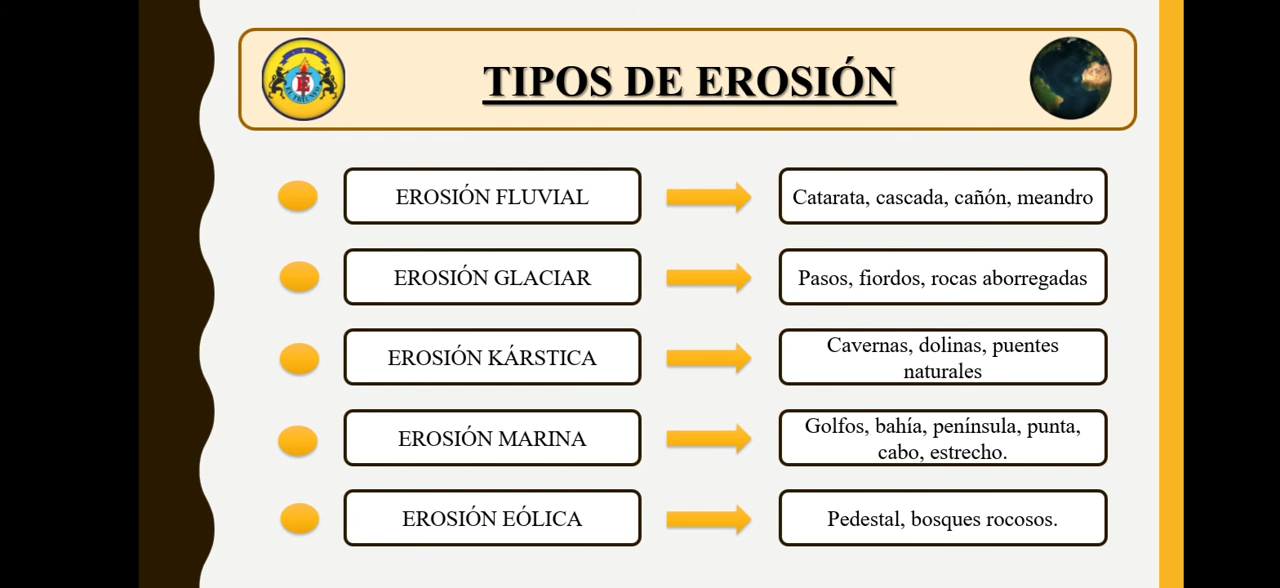 TIPOS DE EROSIÓN
EROSIÓN FLUVIAL
Catarata, cascada, cañón, meandro
EROSIÓN GLACIAR
Pasos, fiordos, rocas aborregadas
EROSIÓN KÁRSTICA
Cavernas, dolinas, puentes
naturales
EROSIÓN MARINA
Golfos, bahía, península, punta,
cabo, estrecho.
EROSIÓN EÓLICA
Pedestal, bosques rocosos.